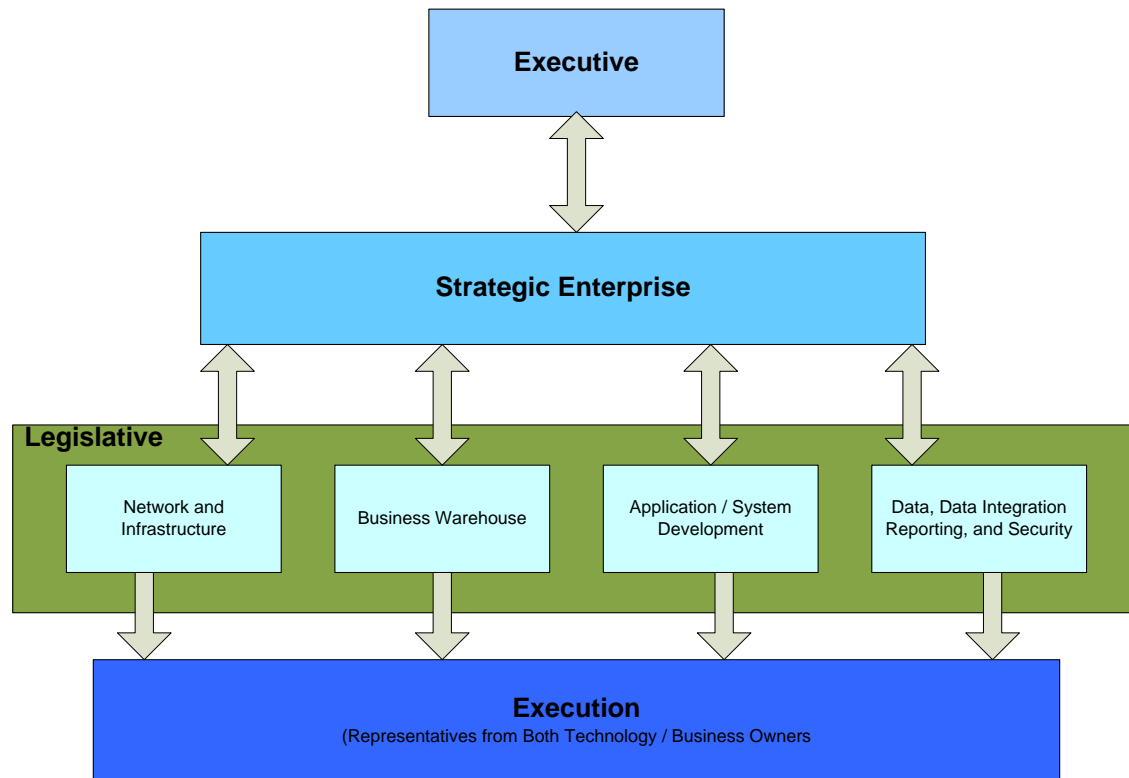 Executive
Strategic Enterprise
Legislative
Network and
Infrastructure
Business Warehouse
Application / System
Development
Data, Data Integration
Reporting, and Security
Execution
(Representatives from Both Technology / Business Owners